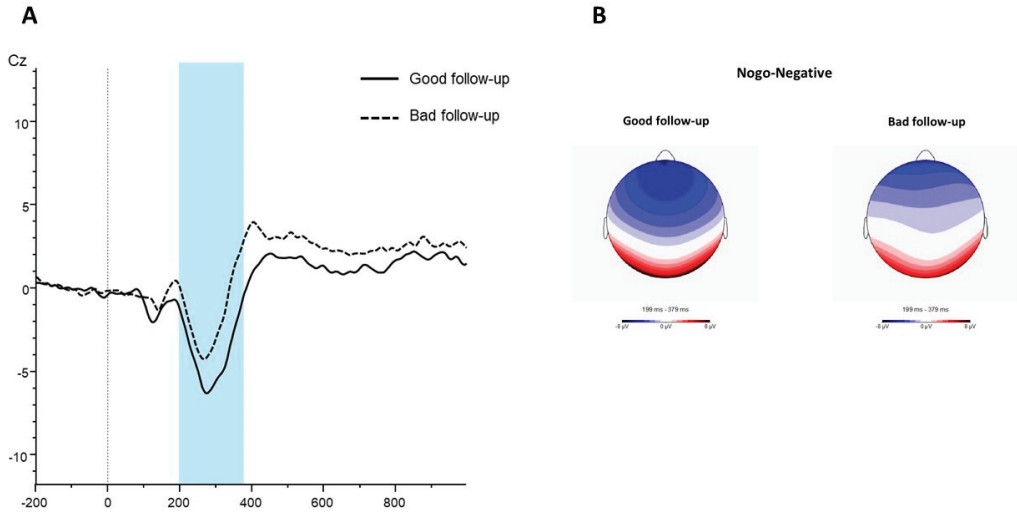 A
Cz
10
5
0
-5
-10
-200 0 200 400 600 800
Good follow-up
Bad follow-up
B
Nogo-Negative
Good follow-up Bad follow-up
199 ms - 379 ms 199 ms - 379 ms
-8 µV 0 µV 8 µV -8 µV 0 µV 8 µV